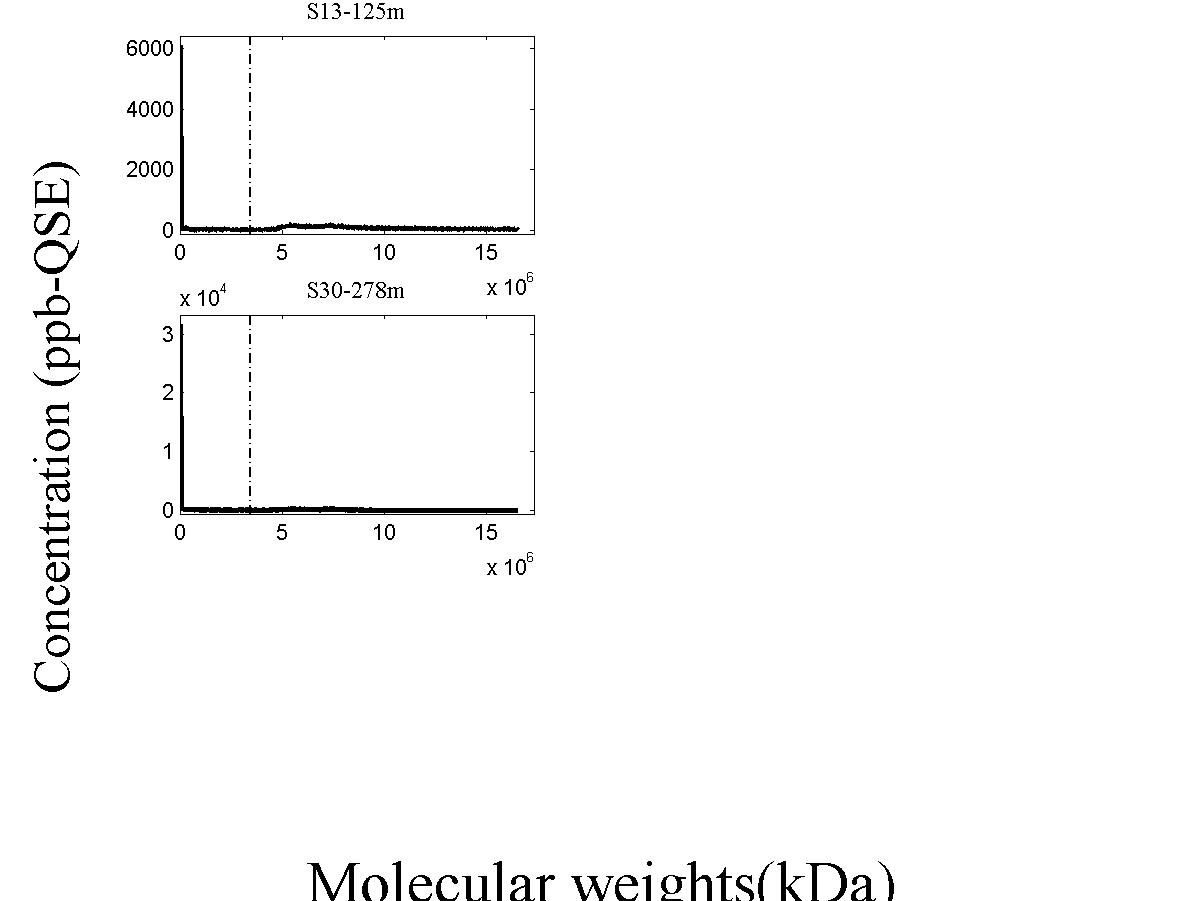 S13-125m
6000
4000
2000
0
0 5 10 15
x 10^6
x 10^4
S30-278m
3
2
1
0
0 5 10 15
x 10^6
Concentration (ppb-QSE)
Molecular weights(kDa)